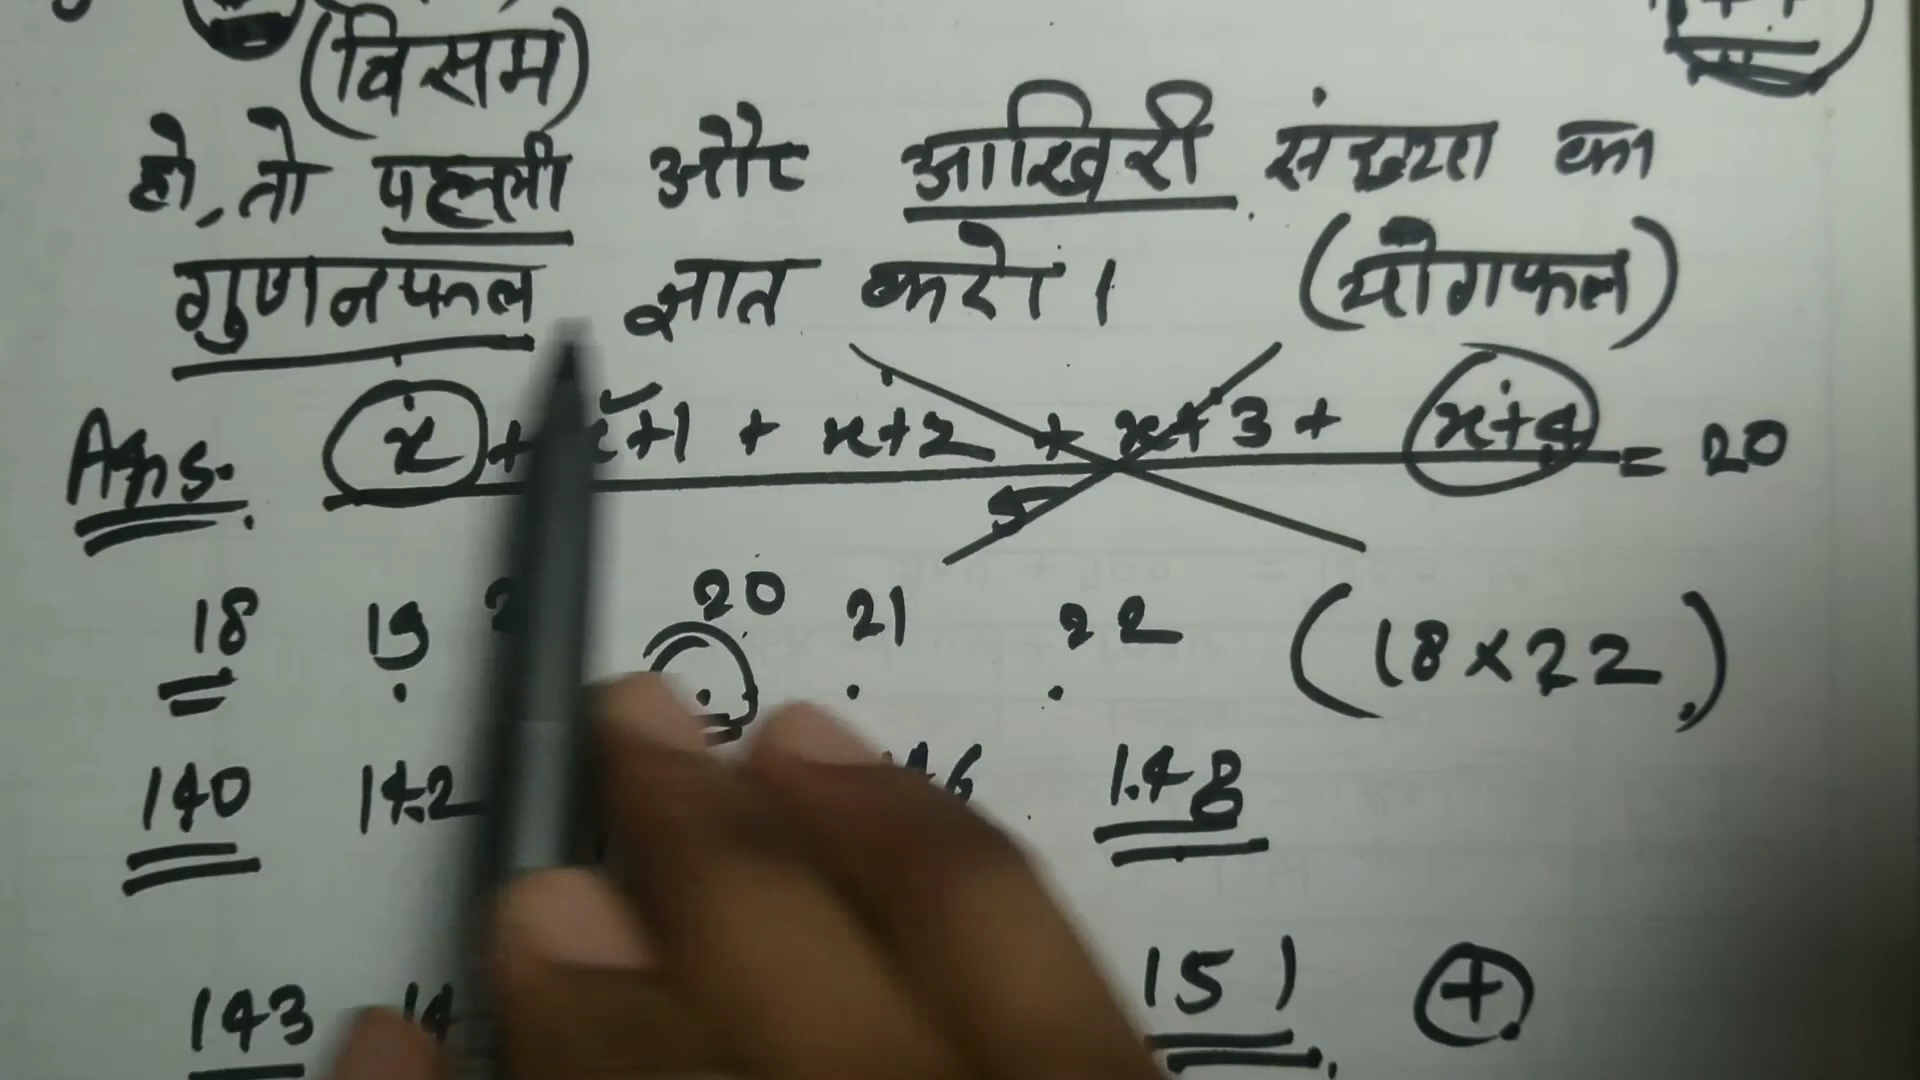 (विसम)
हो, तो पहली और आखिरी संख्या का
गुणनफल ज्ञात करो। (योगफल)
Ans. x + x+1 + x+2 + x+3 + x+4 = 20
5
18 19 20 21 22 (18×22)
140 142 148
143 151 +